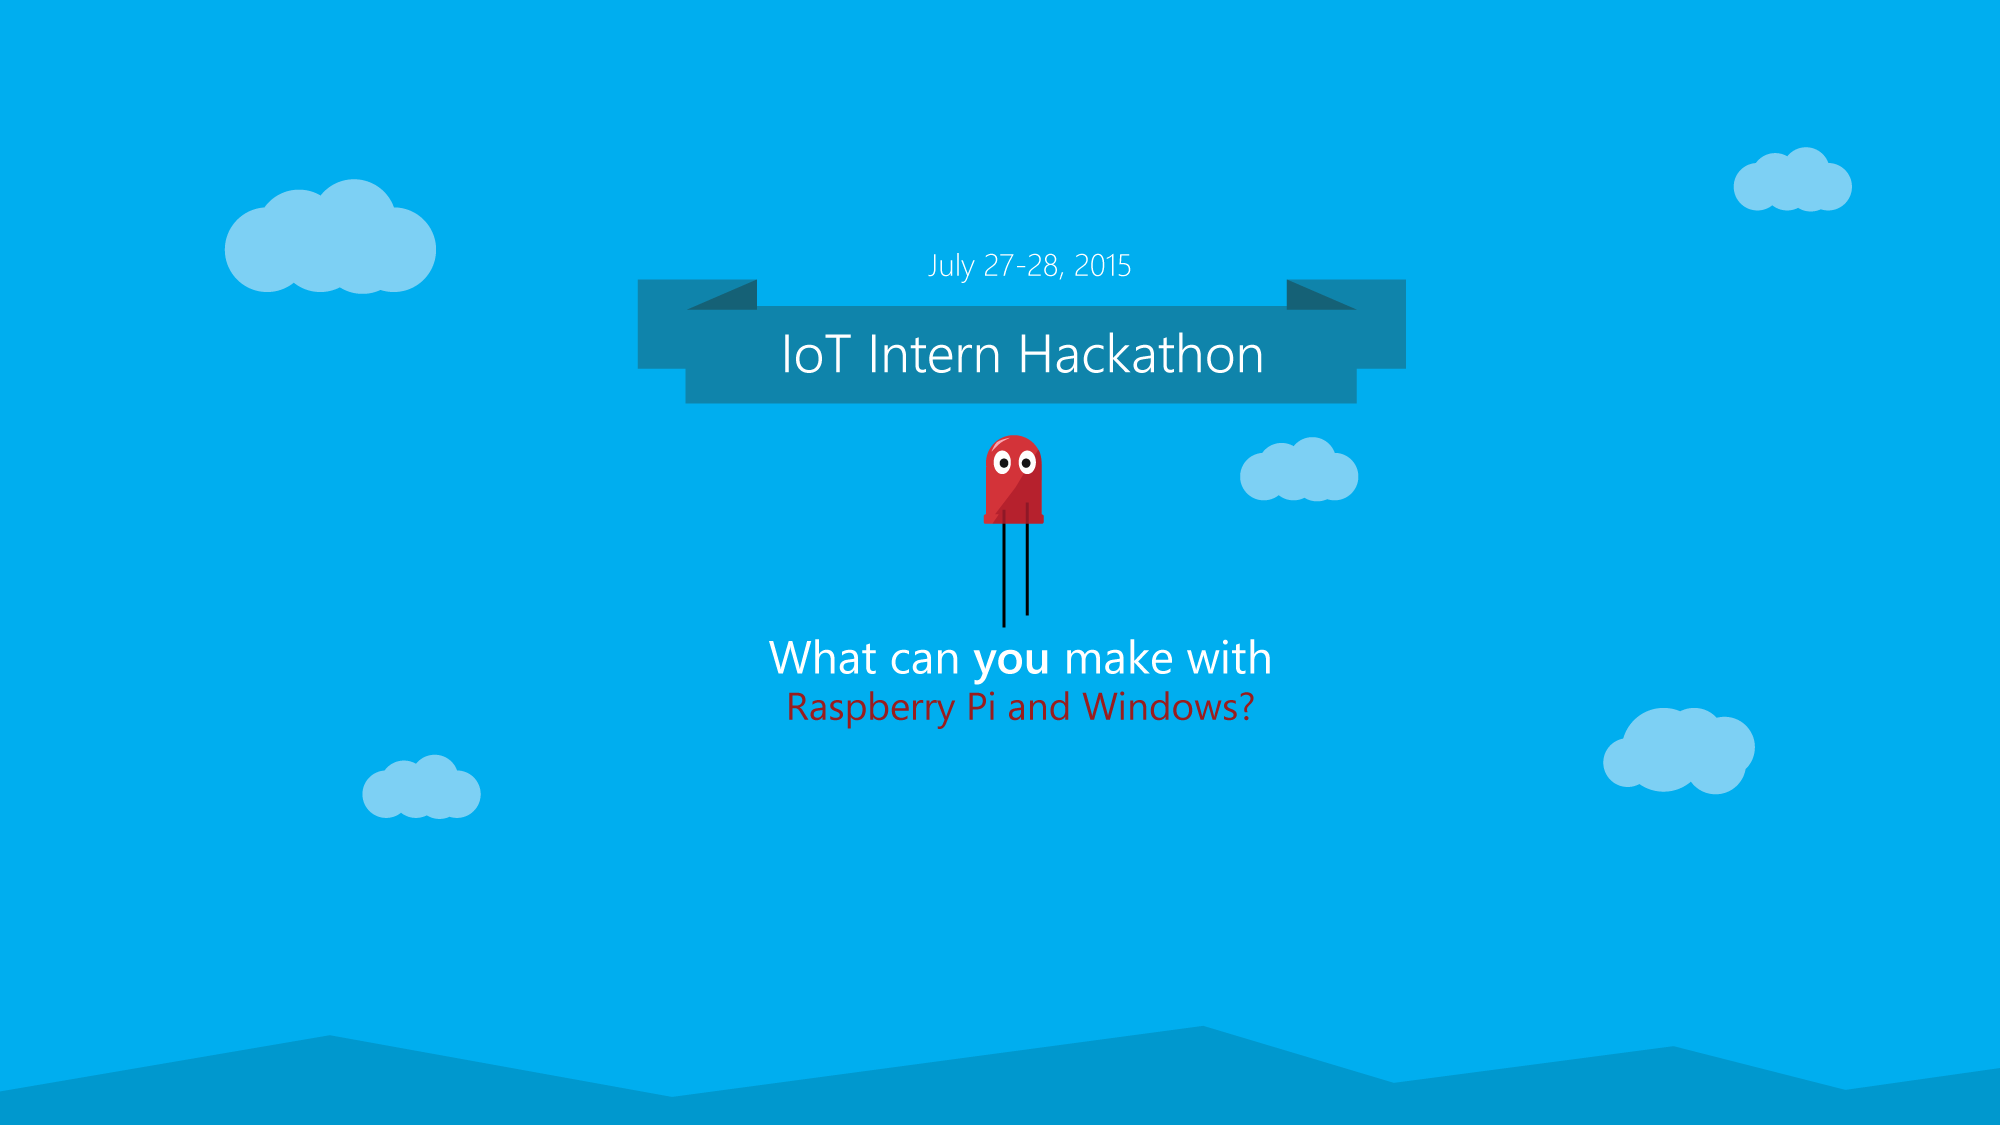 July 27-28, 2015
IoT Intern Hackathon
What can you make with
Raspberry Pi and Windows?